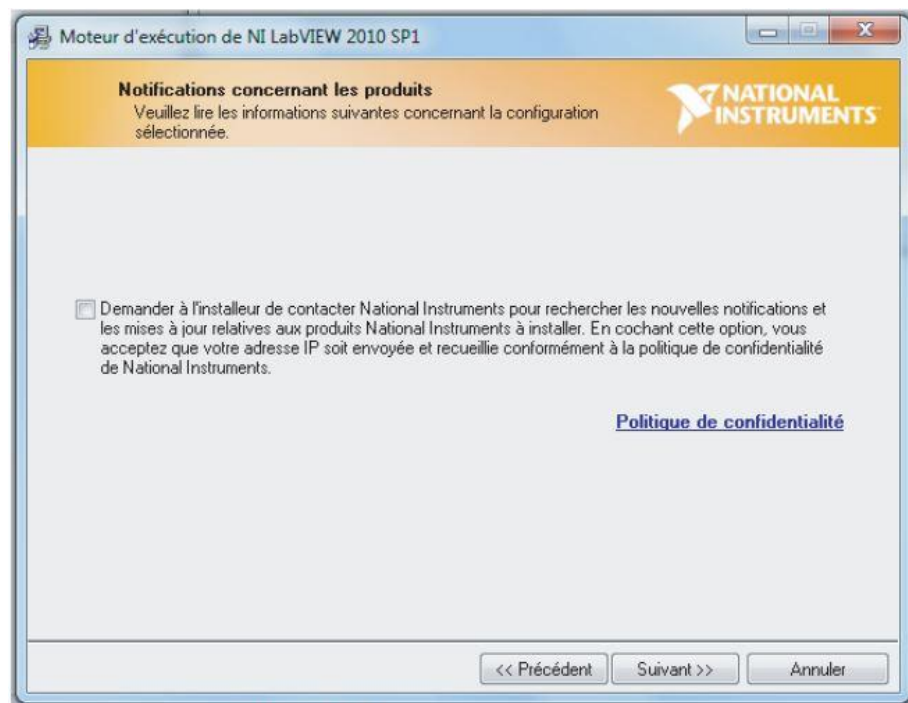 Moteur d'exécution de NI LabVIEW 2010 SP1
Notifications concernant les produits
Veuillez lire les informations suivantes concernant la configuration
sélectionnée.
NATIONAL
INSTRUMENTS
Demander à l'installeur de contacter National Instruments pour rechercher les nouvelles notifications et
les mises à jour relatives aux produits National Instruments à installer. En cochant cette option, vous
acceptez que votre adresse IP soit envoyée et recueillie conformément à la politique de confidentialité
de National Instruments.
Politique de confidentialité
<< Précédent
Suivant >>
Annuler